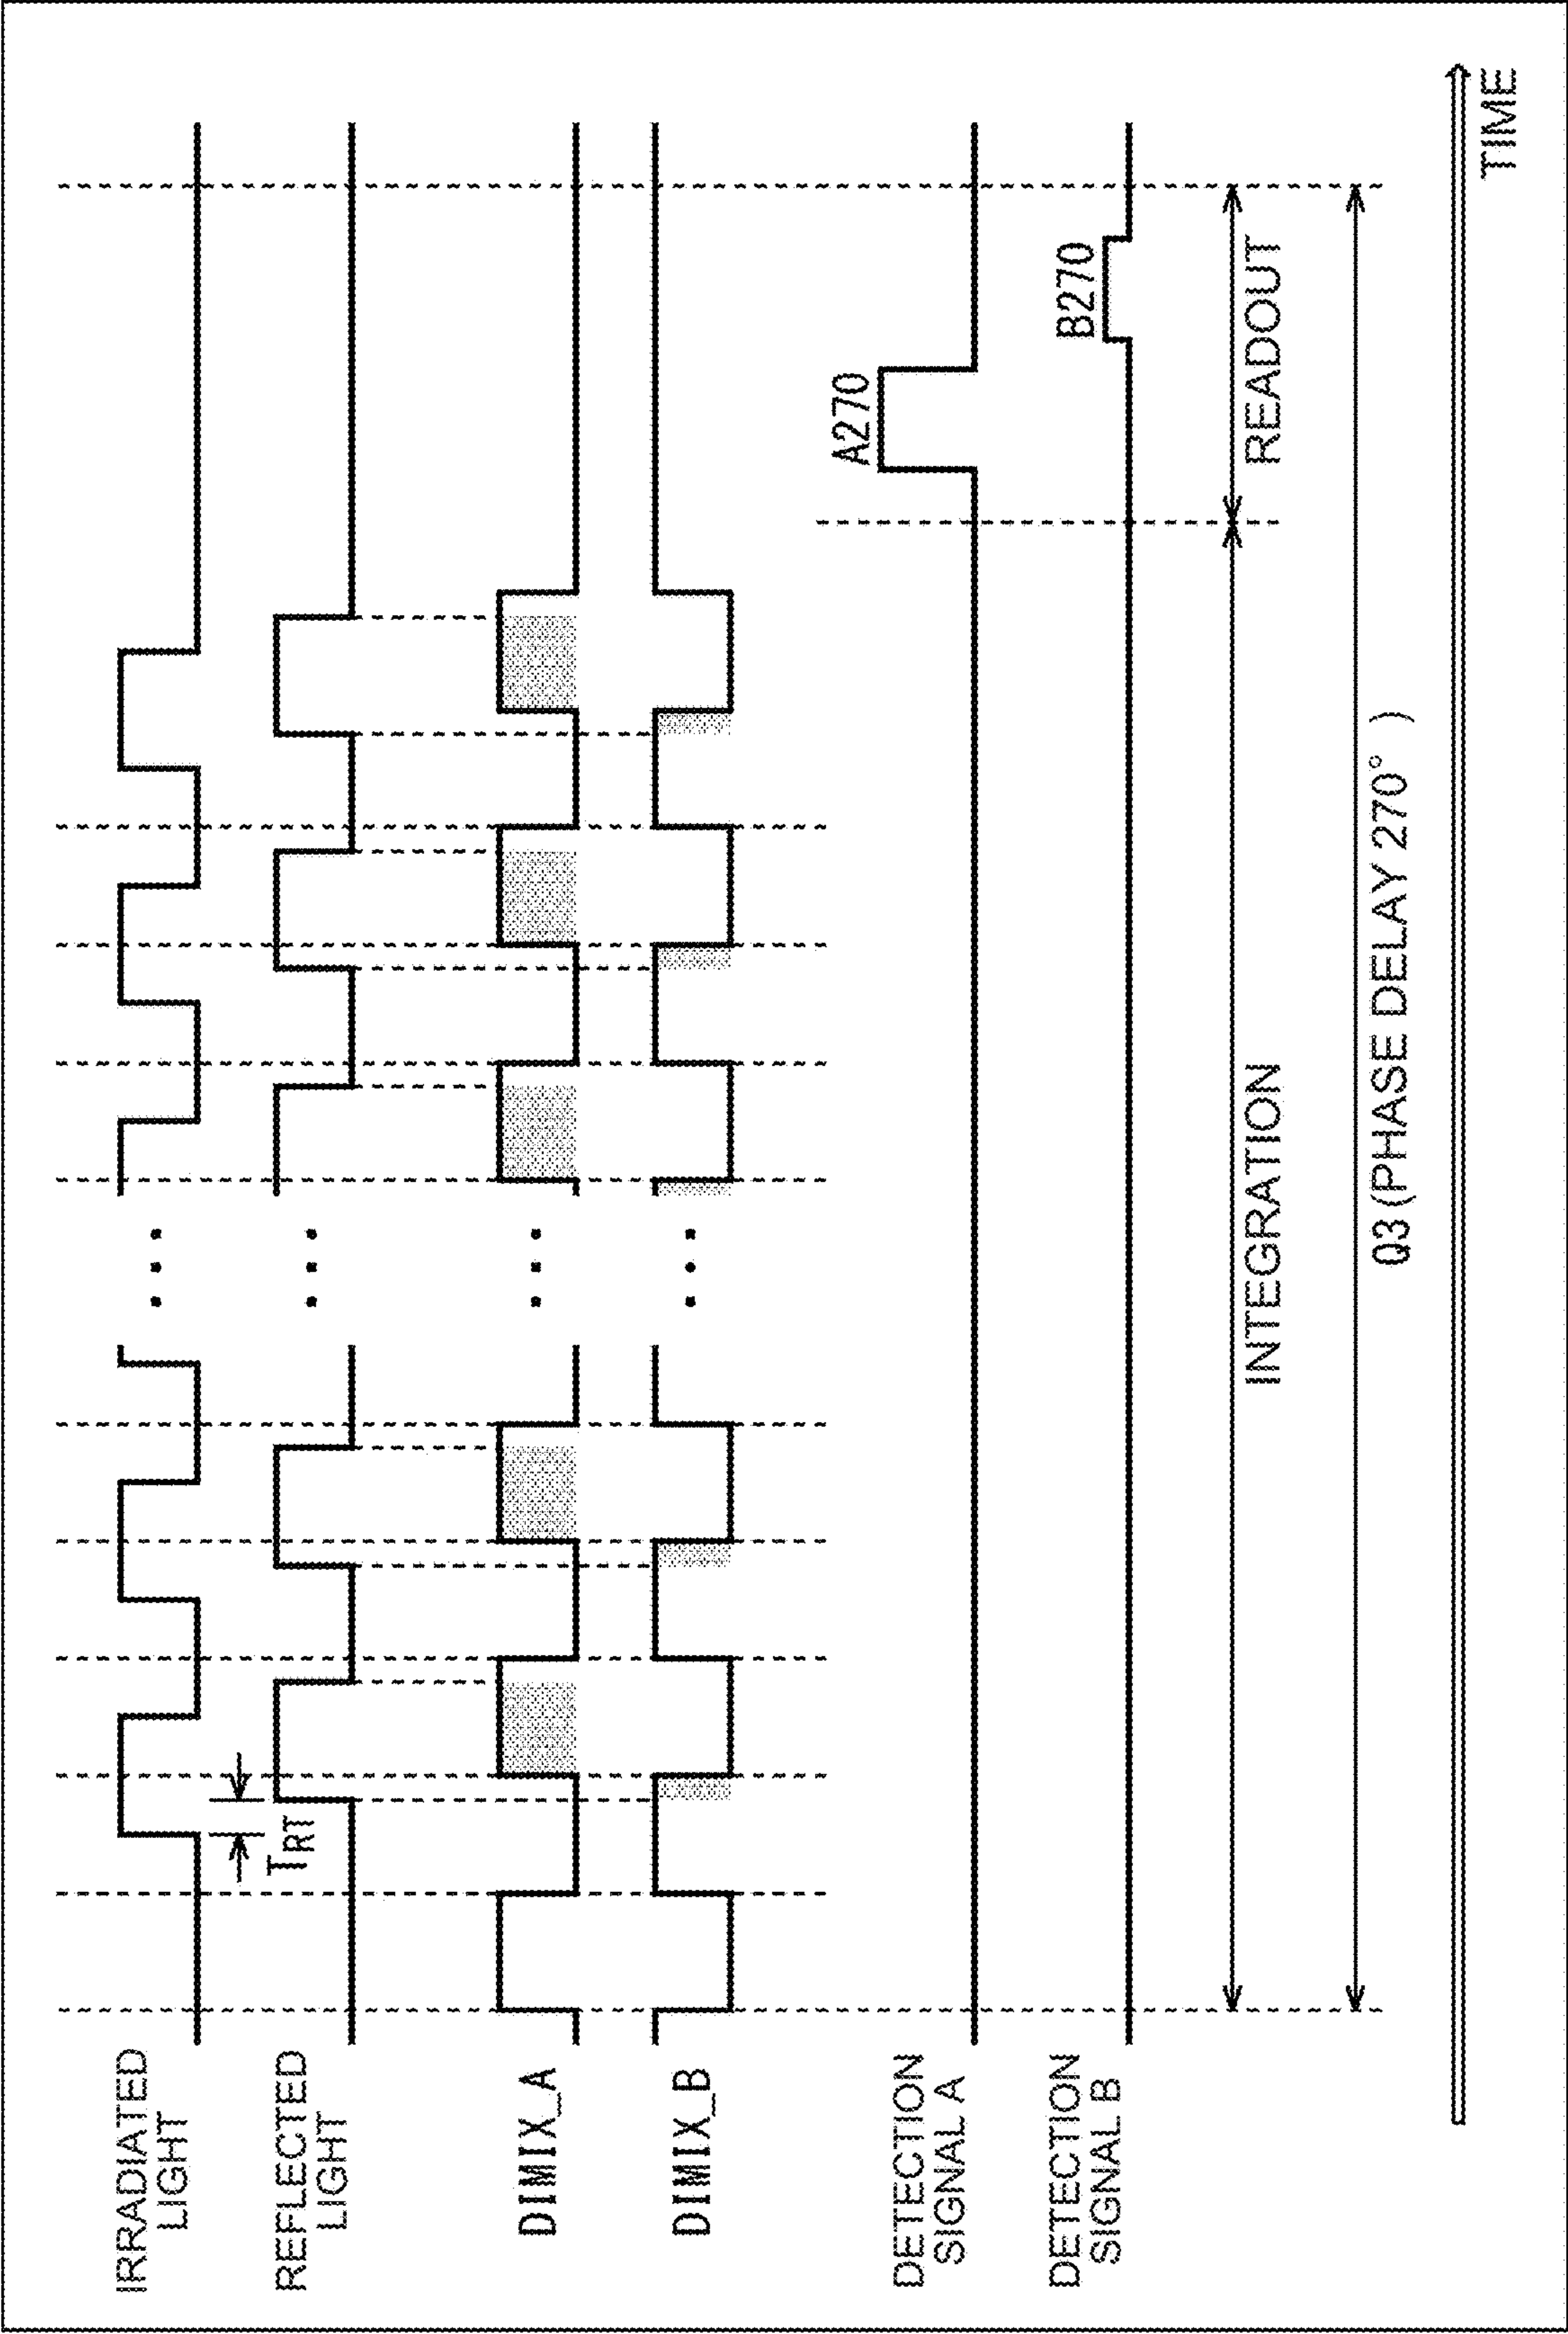 IRRADIATED
LIGHT
REFLECTED
LIGHT
TRT
DIMIX_A
DIMIX_B
DETECTION
SIGNAL A
A270
DETECTION
SIGNAL B
B270
INTEGRATION
READOUT
Q3 (PHASE DELAY 270° )
TIME